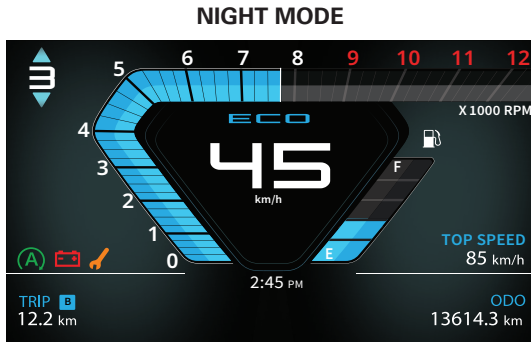 NIGHT MODE
3
5 6 7 8 9 10 11 12
X 1000 RPM
ECO
4
45
km/h
3
F
2
1
0
E
A
TOP SPEED
85 km/h
2:45 PM
TRIP B
12.2 km
ODO
13614.3 km